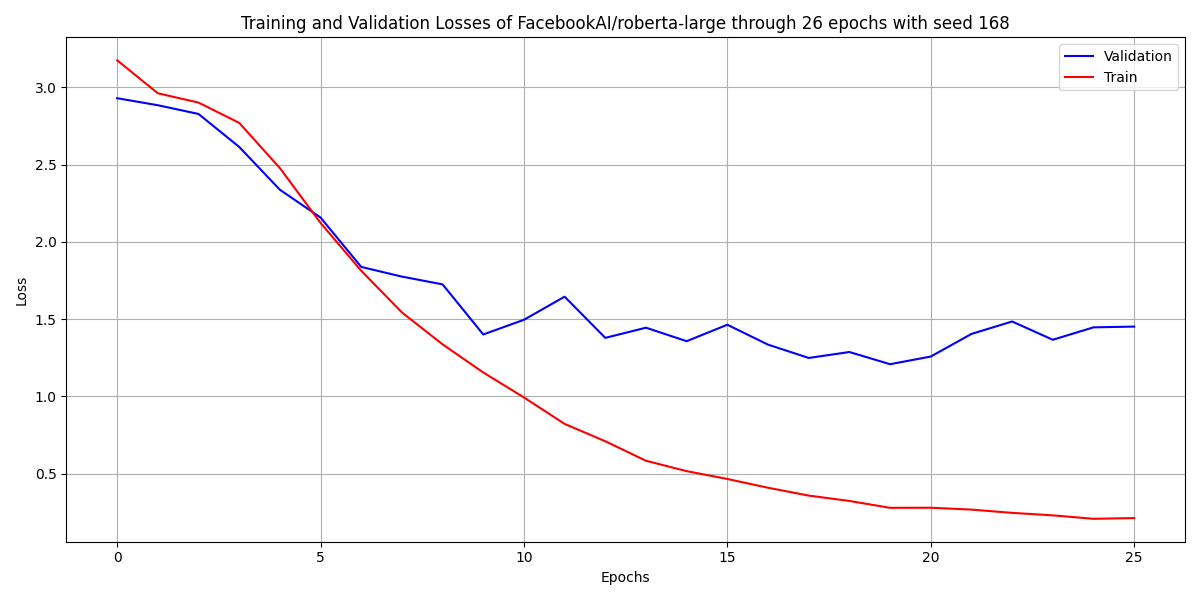 Training and Validation Losses of FacebookAI/roberta-large through 26 epochs with seed 168
Validation
Train
3.0
2.5
2.0
1.5
1.0
0.5
Loss
0 5 10 15 20 25
Epochs